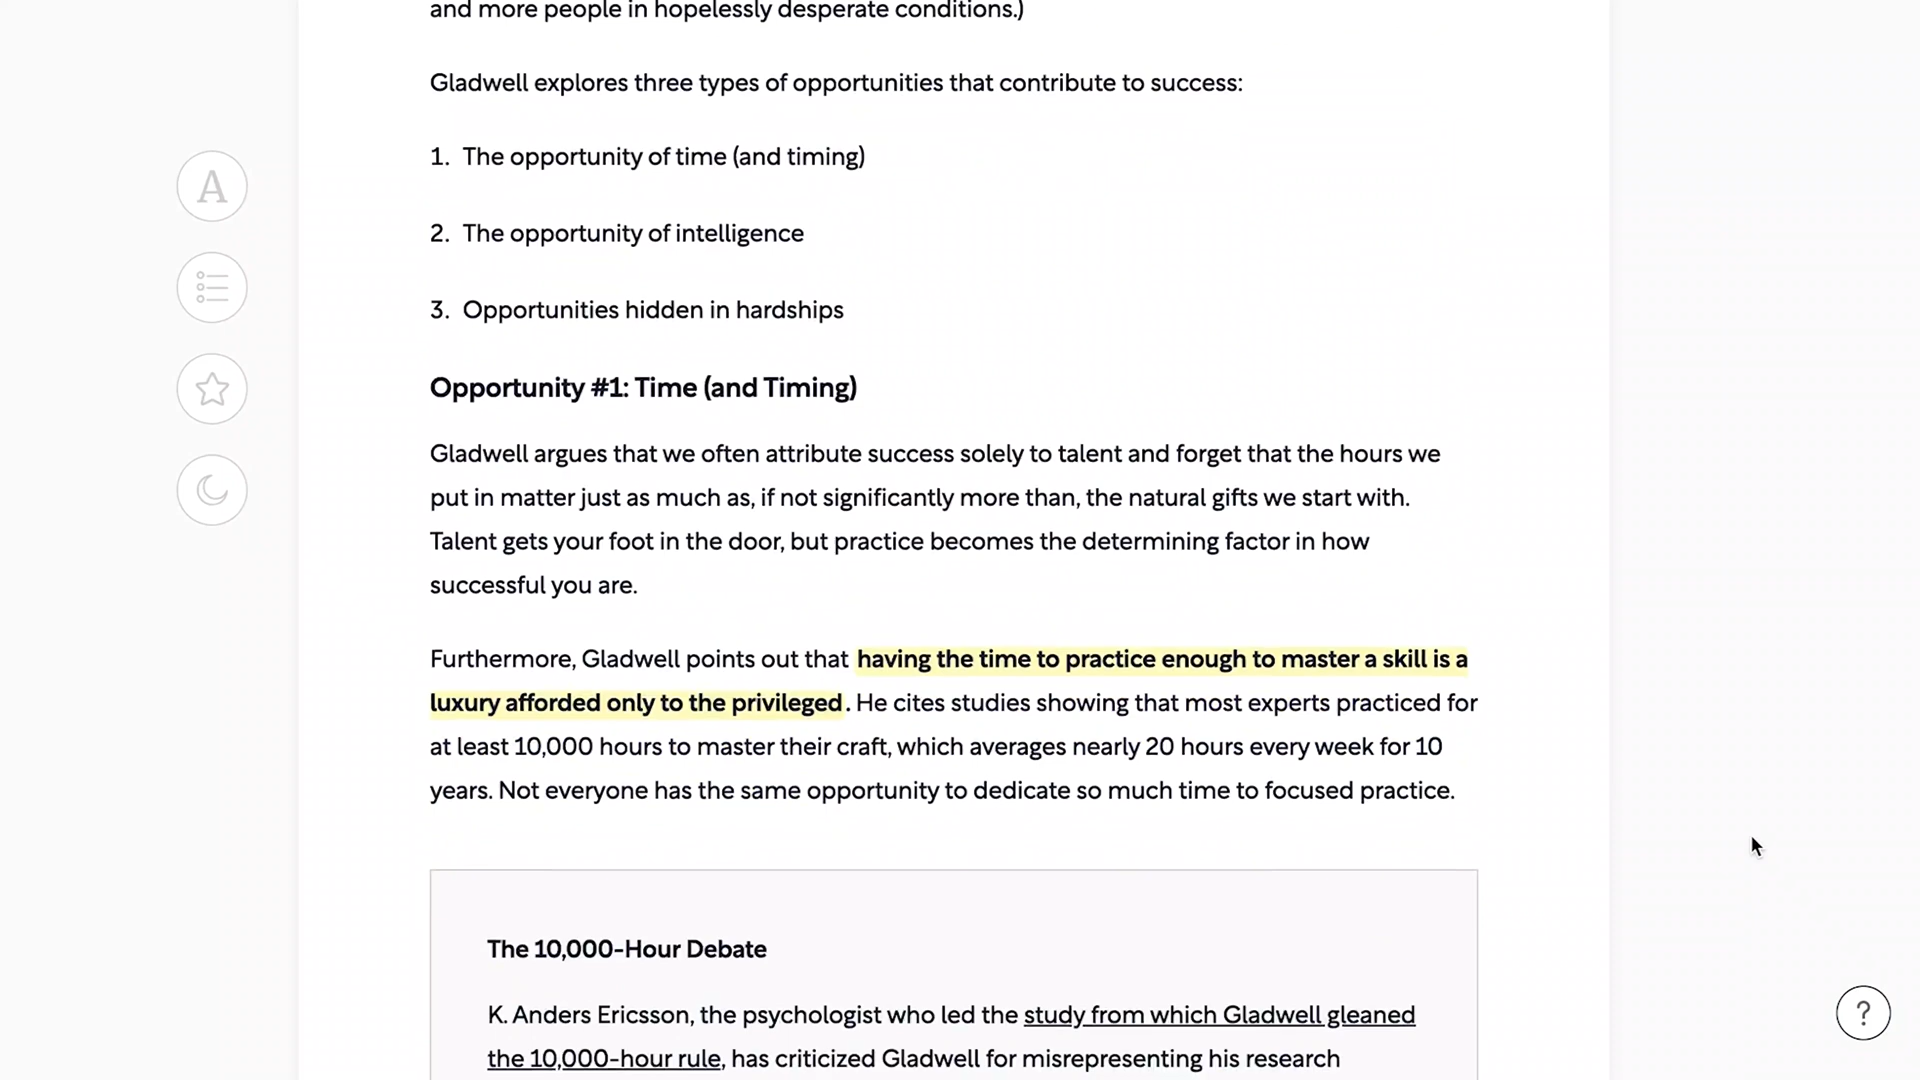 and more people in hopelessly desperate conditions.)
Gladwell explores three types of opportunities that contribute to success:
1. The opportunity of time (and timing)
2. The opportunity of intelligence
3. Opportunities hidden in hardships
Opportunity #1: Time (and Timing)
Gladwell argues that we often attribute success solely to talent and forget that the hours we
put in matter just as much as, if not significantly more than, the natural gifts we start with.
Talent gets your foot in the door, but practice becomes the determining factor in how
successful you are.
Furthermore, Gladwell points out that having the time to practice enough to master a skill is a
luxury afforded only to the privileged. He cites studies showing that most experts practiced for
at least 10,000 hours to master their craft, which averages nearly 20 hours every week for 10
years. Not everyone has the same opportunity to dedicate so much time to focused practice.
The 10,000-Hour Debate
K. Anders Ericsson, the psychologist who led the study from which Gladwell gleaned
the 10,000-hour rule, has criticized Gladwell for misrepresenting his research
A
?